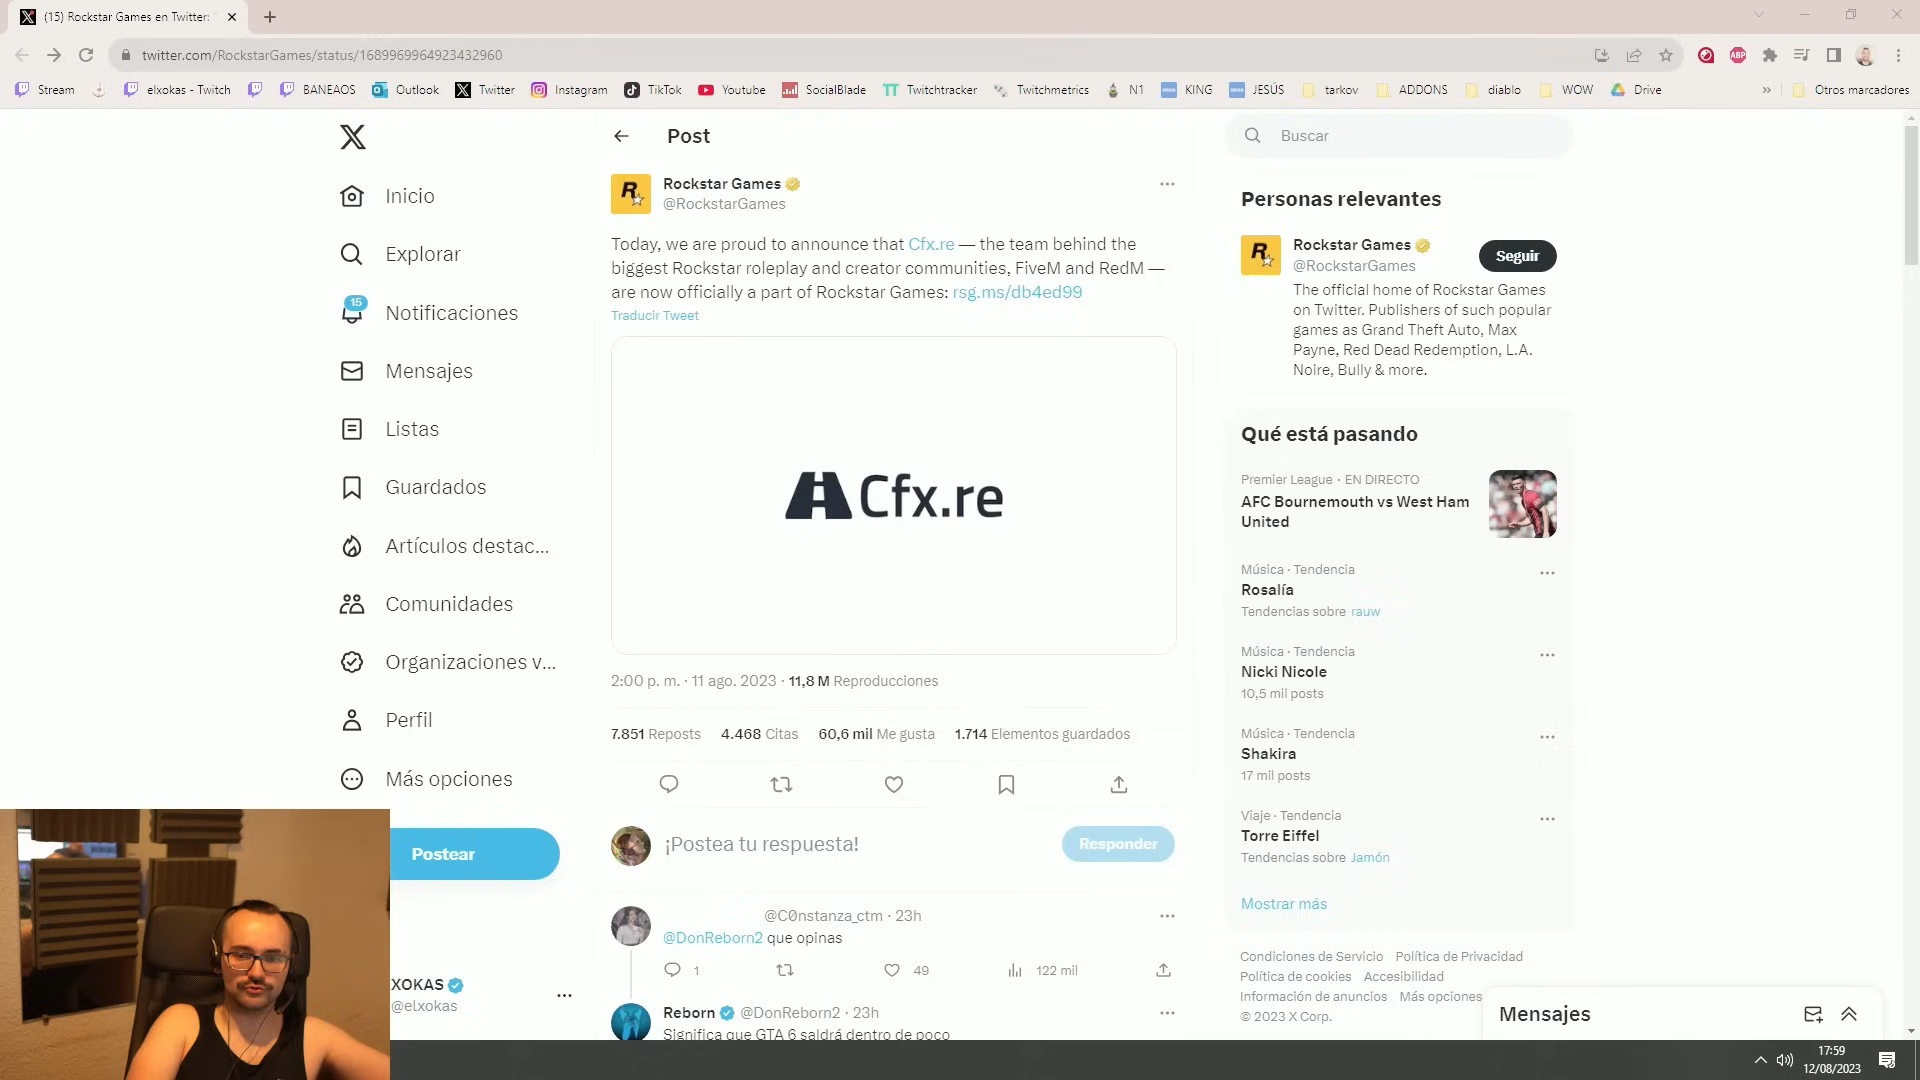 (15) Rockstar Games en Twitter: "
twitter.com/RockstarGames/status/1689969964923432960
ABP
Stream
elxokas - Twitch
BANEAOS
Outlook
Twitter
Instagram
TikTok
Youtube
SocialBlade
Twitchtracker
Twitchmetrics
N1
KING
JESÚS
tarkov
ADDONS
diablo
WOW
Drive
»
Otros marcadores
Inicio
Explorar
15
Notificaciones
Mensajes
Listas
Guardados
Artículos destac...
Comunidades
Organizaciones v...
Perfil
Más opciones
Postear
XOKAS
@elxokas
Post
Rockstar Games
@RockstarGames
Today, we are proud to announce that Cfx.re — the team behind the
biggest Rockstar roleplay and creator communities, FiveM and RedM —
are now officially a part of Rockstar Games: rsg.ms/db4ed99
Traducir Tweet
Cfx.re
2:00 p. m. · 11 ago. 2023 · 11,8 M Reproducciones
7.851 Reposts 4.468 Citas 60,6 mil Me gusta 1.714 Elementos guardados
¡Postea tu respuesta!
Responder
@C0nstanza_ctm · 23h
@DonReborn2 que opinas
1
49
122 mil
Reborn @DonReborn2 · 23h
Significa que GTA 6 saldrá dentro de poco
Buscar
Personas relevantes
Rockstar Games
@RockstarGames
Seguir
The official home of Rockstar Games
on Twitter. Publishers of such popular
games as Grand Theft Auto, Max
Payne, Red Dead Redemption, L.A.
Noire, Bully & more.
Qué está pasando
Premier League · EN DIRECTO
AFC Bournemouth vs West Ham
United
Música · Tendencia
Rosalía
Tendencias sobre rauw
Música · Tendencia
Nicki Nicole
10,5 mil posts
Música · Tendencia
Shakira
17 mil posts
Viaje · Tendencia
Torre Eiffel
Tendencias sobre Jamón
Mostrar más
Condiciones de Servicio Política de Privacidad
Política de cookies Accesibilidad
Información de anuncios Más opciones
© 2023 X Corp.
Mensajes
17:59
12/08/2023